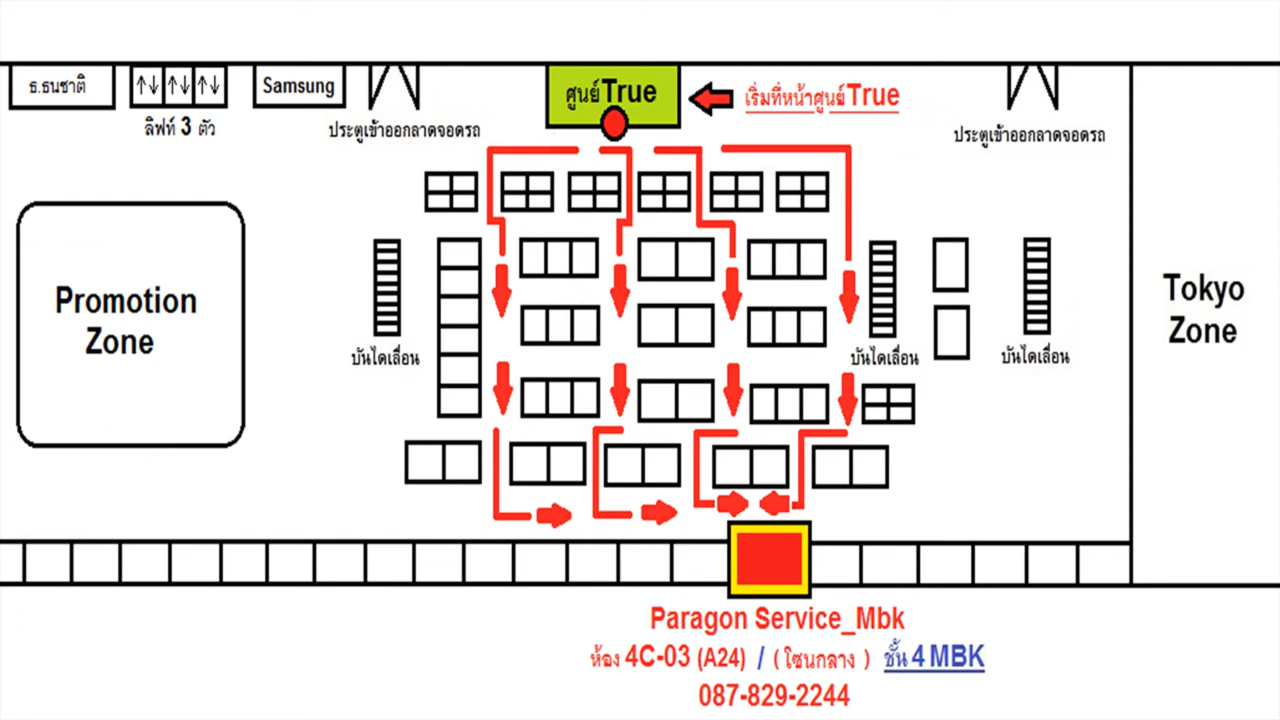 ธ.ธนชาติ
ลิฟท์ 3 ตัว
Samsung
ประตูเข้าออกลาดจอดรถ
ศูนย์True
เริ่มที่หน้าศูนย์True
ประตูเข้าออกลาดจอดรถ
Promotion
Zone
บันไดเลื่อน
บันไดเลื่อน
บันไดเลื่อน
Tokyo
Zone
Paragon Service_Mbk
ห้อง 4C-03 (A24) / ( โซนกลาง ) ชั้น 4 MBK
087-829-2244